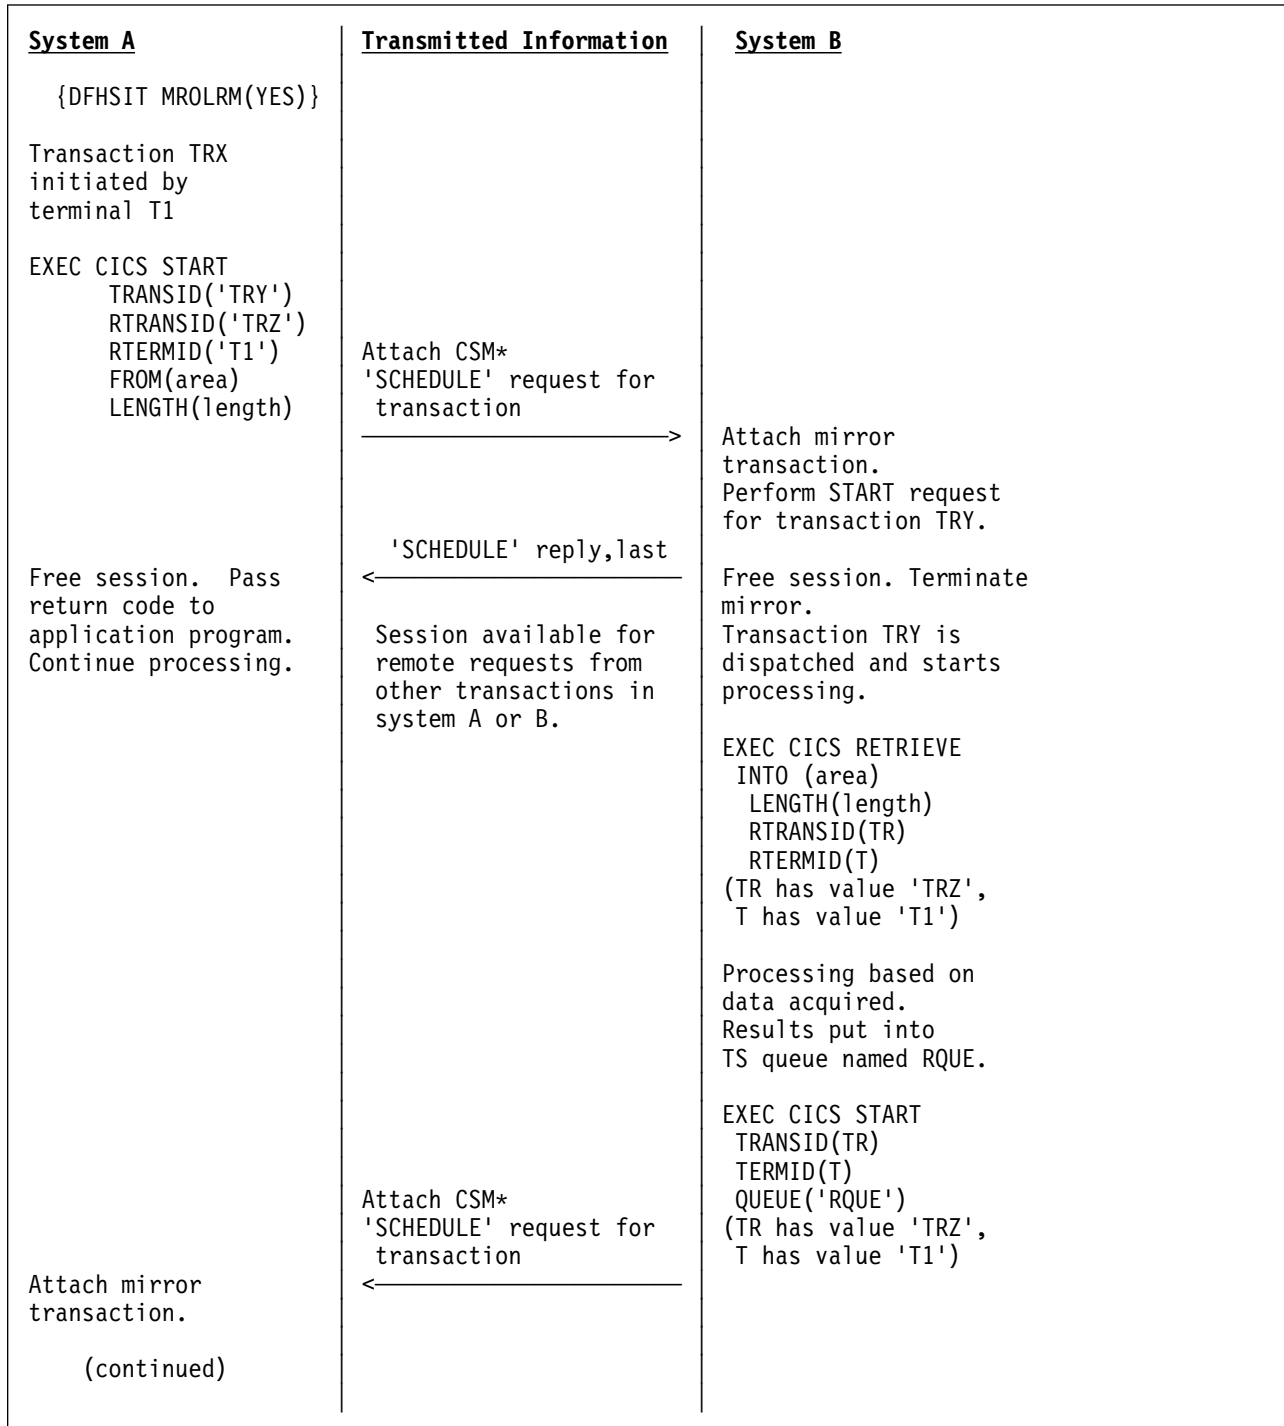 System A
Transmitted Information
System B
{DFHSIT MROLRM(YES)}
Transaction TRX
initiated by
terminal T1
EXEC CICS START
TRANSID('TRY')
RTRANSID('TRZ')
RTERMID('T1')
FROM(area)
LENGTH(length)
Attach CSM*
'SCHEDULE' request for
transaction
Attach mirror
transaction.
Perform START request
for transaction TRY.
'SCHEDULE' reply,last
Free session.  Pass
return code to
application program.
Continue processing.
Session available for
remote requests from
other transactions in
system A or B.
Free session. Terminate
mirror.
Transaction TRY is
dispatched and starts
processing.
EXEC CICS RETRIEVE
INTO (area)
LENGTH(length)
RTRANSID(TR)
RTERMID(T)
(TR has value 'TRZ',
T has value 'T1')
Processing based on
data acquired.
Results put into
TS queue named RQUE.
EXEC CICS START
TRANSID(TR)
TERMID(T)
QUEUE('RQUE')
(TR has value 'TRZ',
T has value 'T1')
Attach CSM*
'SCHEDULE' request for
transaction
Attach mirror
transaction.
(continued)